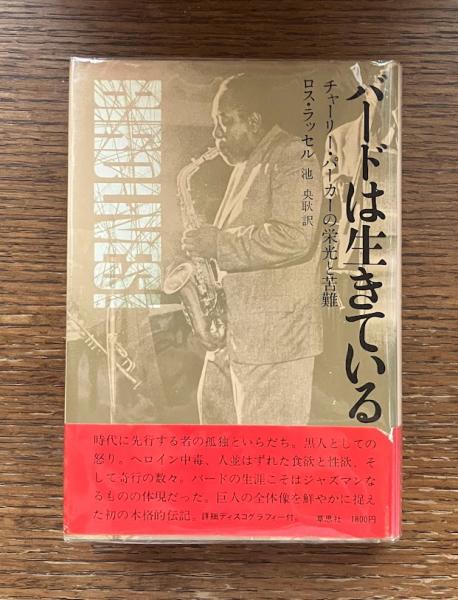 バードは生きている
チャーリー・パーカーの栄光と苦難
ロス・ラッセル 池 央耿訳
BIRD LIVES!
時代に先行する者の孤独といらだち。黒人としての
怒り。ヘロイン中毒、人並はずれた食欲と性欲、そ
して奇行の数々。バードの生涯こそはジャズマンな
るものの体現だった。巨人の全体像を鮮やかに捉え
た初の本格的伝記。詳細ディスコグラフィー付。 草思社 1800円